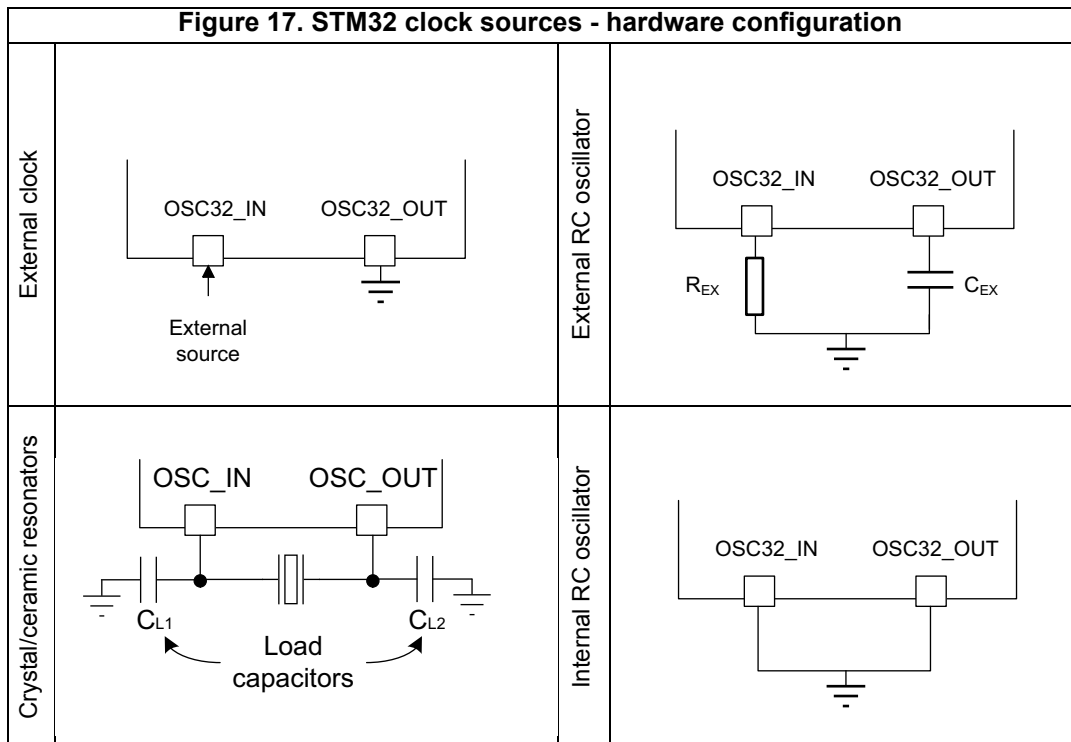 Figure 17. STM32 clock sources - hardware configuration
External clock
OSC32_IN
OSC32_OUT
External
source
External RC oscillator
OSC32_IN
OSC32_OUT
REX
CEX
Crystal/ceramic resonators
OSC_IN
OSC_OUT
CL1
CL2
Load
capacitors
Internal RC oscillator
OSC32_IN
OSC32_OUT